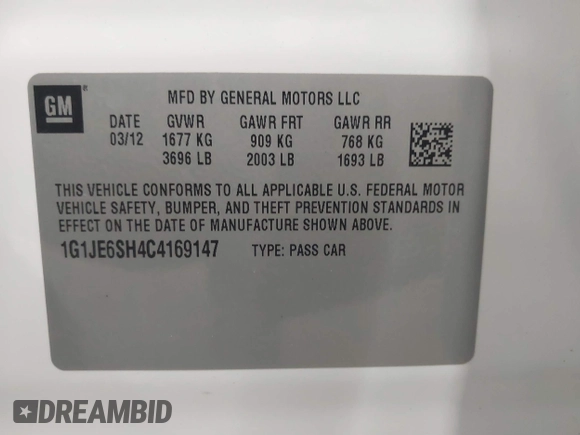 GM
MFD BY GENERAL MOTORS LLC
DATE GVWR GAWR FRT GAWR RR
03/12 1677 KG 909 KG 768 KG
3696 LB 2003 LB 1693 LB
THIS VEHICLE CONFORMS TO ALL APPLICABLE U.S. FEDERAL MOTOR
VEHICLE SAFETY, BUMPER, AND THEFT PREVENTION STANDARDS IN
EFFECT ON THE DATE OF MANUFACTURE SHOWN ABOVE.
1G1JE6SH4C4169147 TYPE: PASS CAR
DREAMBID